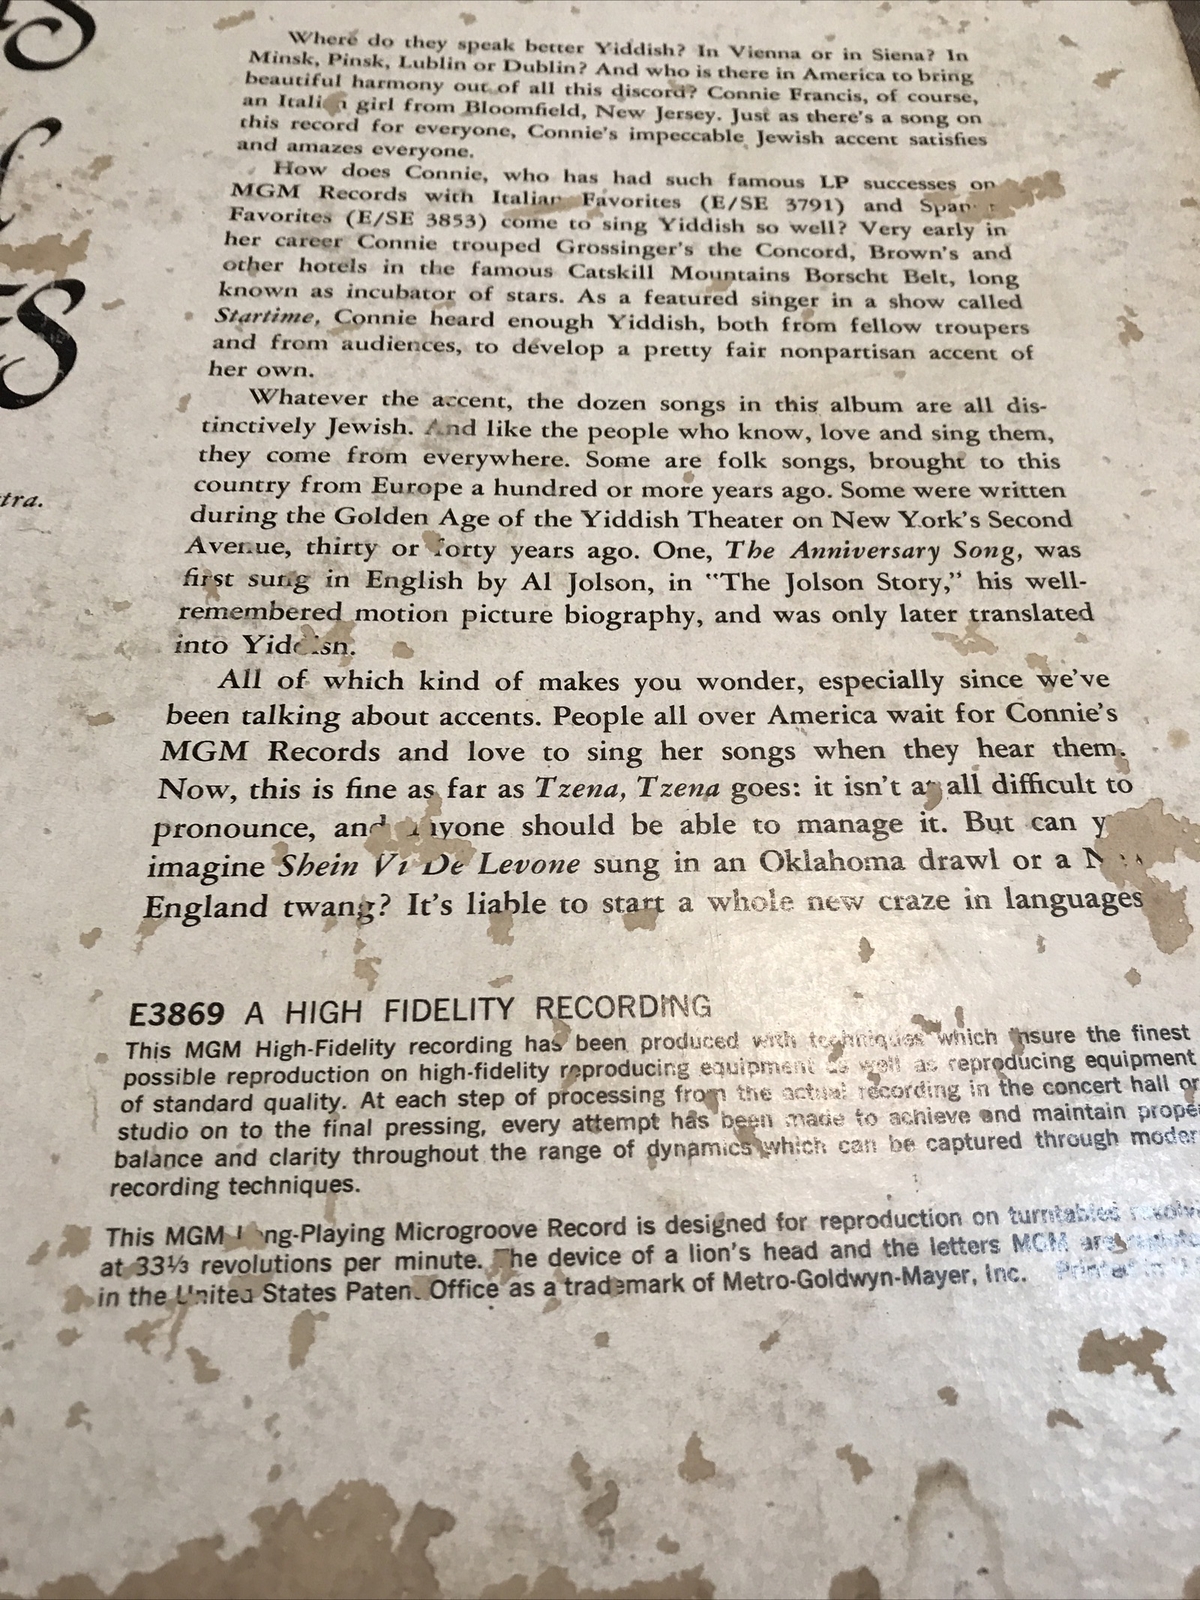 Where do they speak better Yiddish? In Vienna or in Siena? In
Minsk, Pinsk, Lublin or Dublin? And who is there in America to bring
beautiful harmony out of all this discord? Connie Francis, of course,
an Italian girl from Bloomfield, New Jersey. Just as there's a song on
this record for everyone, Connie's impeccable Jewish accent satisfies
and amazes everyone.
How does Connie, who has had such famous LP successes on
MGM Records with Italian Favorites (E/SE 3791) and
Favorites (E/SE 3853) come to sing Yiddish so well? Very early in
her career Connie trouped Grossinger's the Concord, Brown's and
other hotels in the famous Catskill Mountains Borscht Belt, long
known as incubator of stars. As a featured singer in a show called
Startime, Connie heard enough Yiddish, both from fellow troupers
and from audiences, to develop a pretty fair nonpartisan accent of
her own.
Whatever the accent, the dozen songs in this album are all dis-
tinctively Jewish. And like the people who know, love and sing them,
they come from everywhere. Some are folk songs, brought to this
country from Europe a hundred or more years ago. Some were written
during the Golden Age of the Yiddish Theater on New York's Second
Avenue, thirty or forty years ago. One, The Anniversary Song, was
first sung in English by Al Jolson, in "The Jolson Story," his well-
remembered motion picture biography, and was only later translated
into Yiddish.
tra.
All of which kind of makes you wonder, especially since we've
been talking about accents. People all over America wait for Connie's
MGM Records and love to sing her songs when they hear them.
Now, this is fine as far as Tzena, Tzena goes: it isn't at all difficult to
pronounce, and anyone should be able to manage it. But can
imagine Shein Vi De Levone sung in an Oklahoma drawl or a
England twang? It's liable to start a whole new craze in languages
E3869 A HIGH FIDELITY RECORDING
This MGM High-Fidelity recording has been produced with techniques which insure the finest
possible reproduction on high-fidelity reproducing equipment as well as reproducing equipment
of standard quality. At each step of processing from the actual recording in the concert hall or
studio on to the final pressing, every attempt has been made to achieve and maintain proper
balance and clarity throughout the range of dynamics which can be captured through moder
recording techniques.
This MGM Long-Playing Microgroove Record is designed for reproduction on turntables
at 33⅓ revolutions per minute. The device of a lion's head and the letters MGM are
in the United States Patent Office as a trademark of Metro-Goldwyn-Mayer, Inc. Printed in